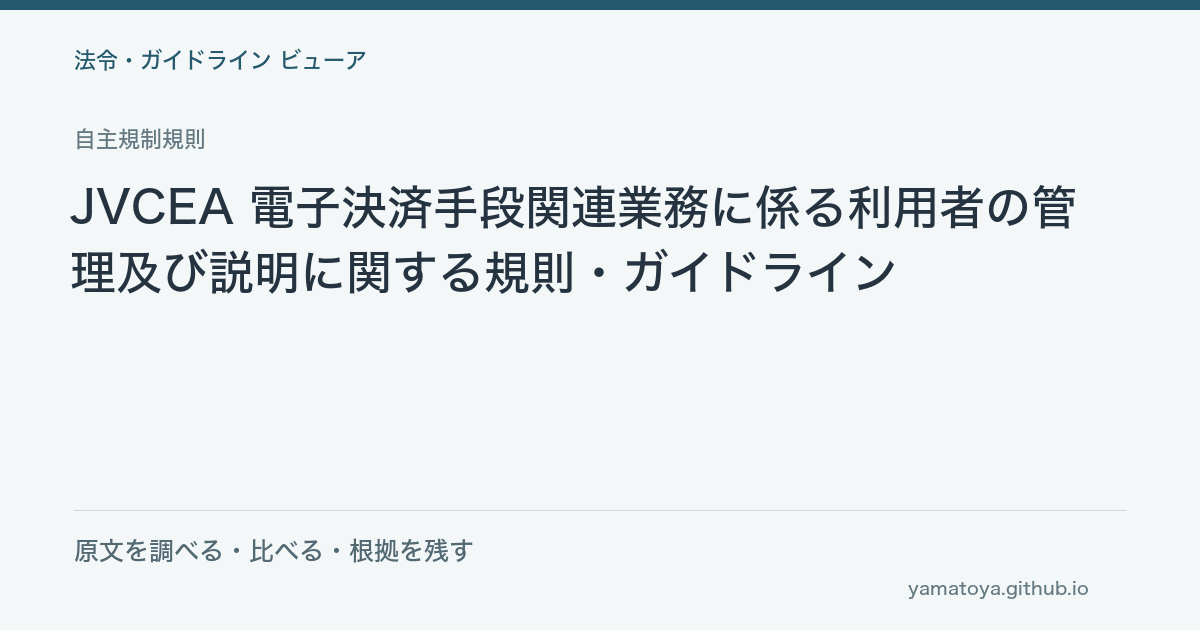 法令・ガイドライン ビューア
自主規制規則
JVCEA 電子決済手段関連業務に係る利用者の管
理及び説明に関する規則・ガイドライン
原文を調べる・比べる・根拠を残す
yamatoya.github.io